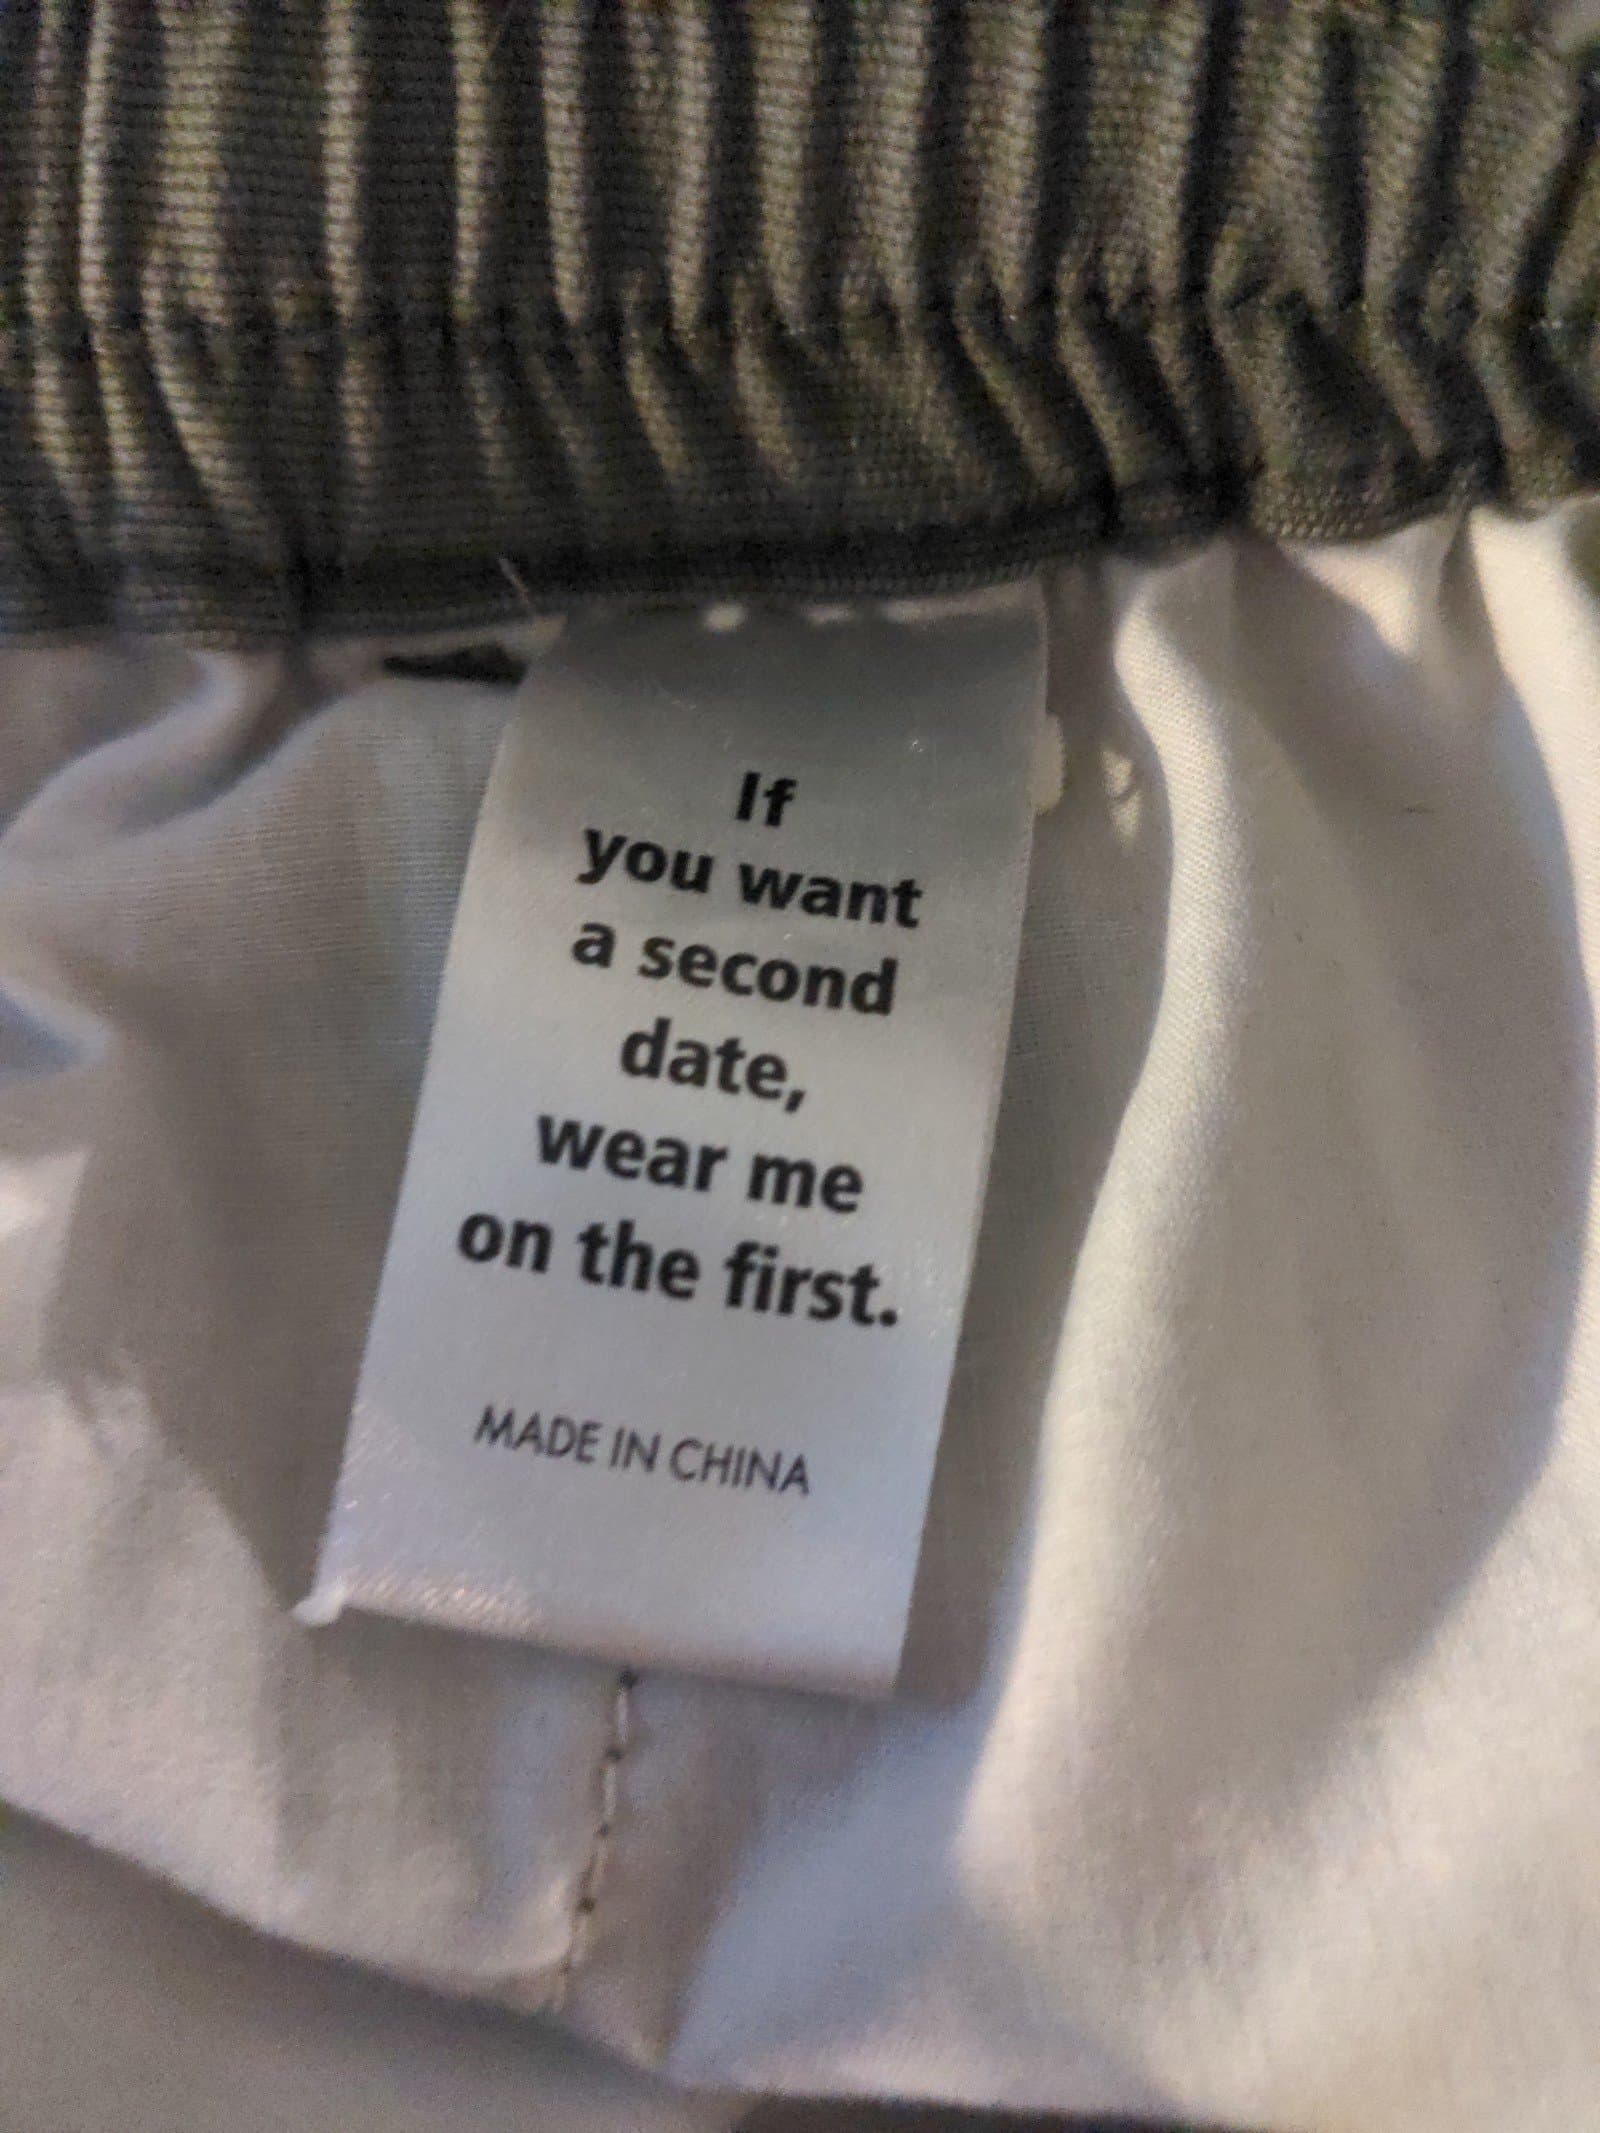 If
you want
a second
date,
wear me
on the first.
MADE IN CHINA